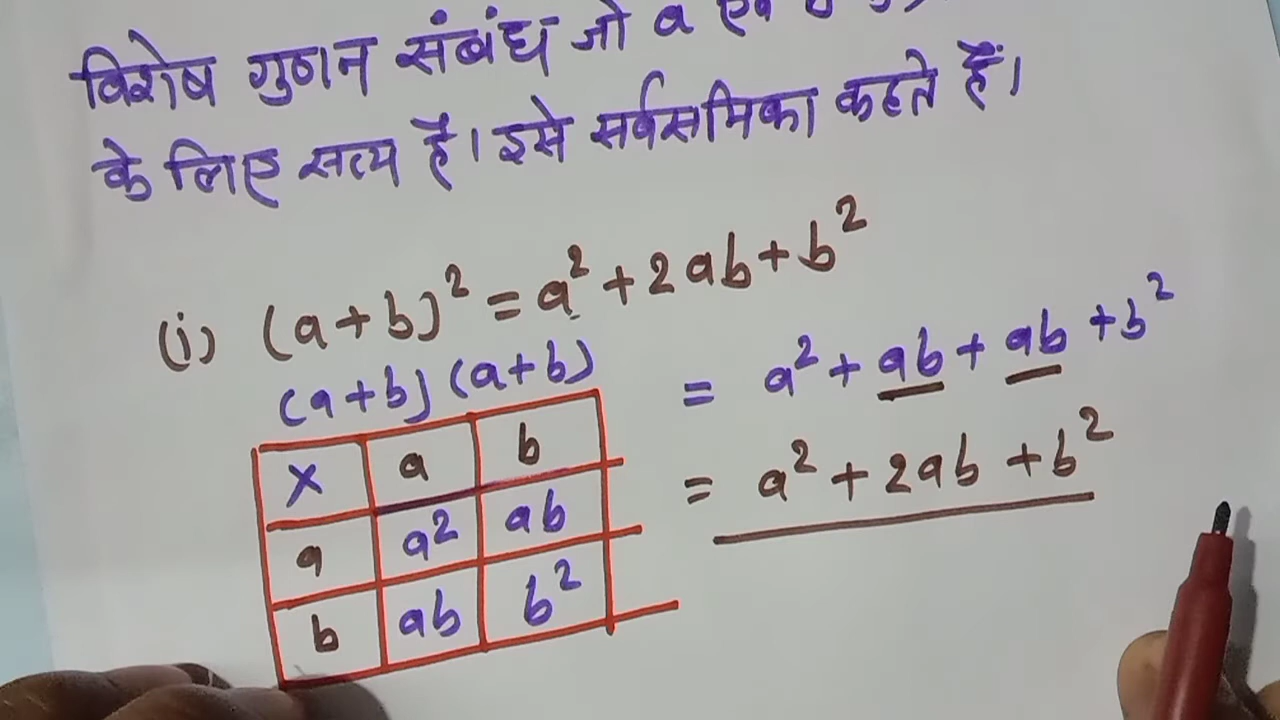 विशेष गुणन संबंध जो a एवं b
के लिए सत्य है। इसे सर्वसमिका कहते हैं।
(i) (a+b)² = a² + 2ab + b²
(a+b) (a+b) = a² + ab + ab + b²
= a² + 2ab + b²
x a b
a a² ab
b ab b²